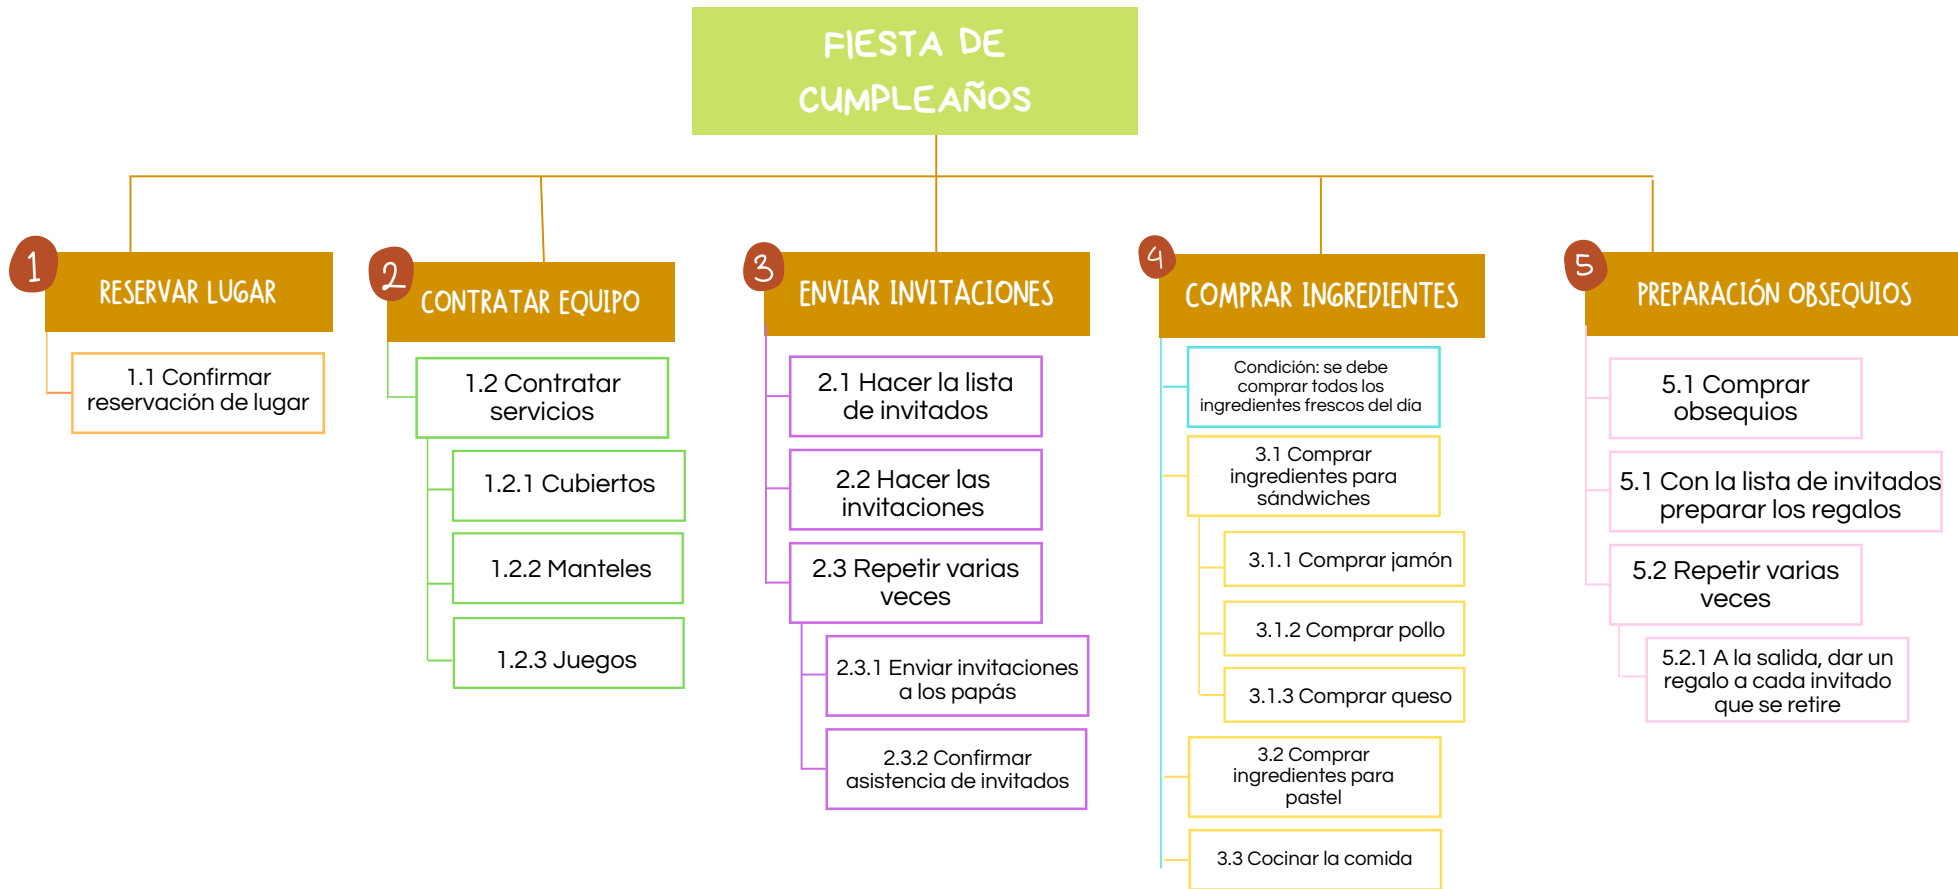 FIESTA DE
CUMPLEAÑOS
1
RESERVAR LUGAR
1.1 Confirmar
reservación de lugar
2
CONTRATAR EQUIPO
1.2 Contratar
servicios
1.2.1 Cubiertos
1.2.2 Manteles
1.2.3 Juegos
3
ENVIAR INVITACIONES
2.1 Hacer la lista
de invitados
2.2 Hacer las
invitaciones
2.3 Repetir varias
veces
2.3.1 Enviar invitaciones
a los papás
2.3.2 Confirmar
asistencia de invitados
4
COMPRAR INGREDIENTES
Condición: se debe
comprar todos los
ingredientes frescos del día
3.1 Comprar
ingredientes para
sándwiches
3.1.1 Comprar jamón
3.1.2 Comprar pollo
3.1.3 Comprar queso
3.2 Comprar
ingredientes para
pastel
3.3 Cocinar la comida
5
PREPARACIÓN OBSEQUIOS
5.1 Comprar
obsequios
5.1 Con la lista de invitados
preparar los regalos
5.2 Repetir varias
veces
5.2.1 A la salida, dar un
regalo a cada invitado
que se retire